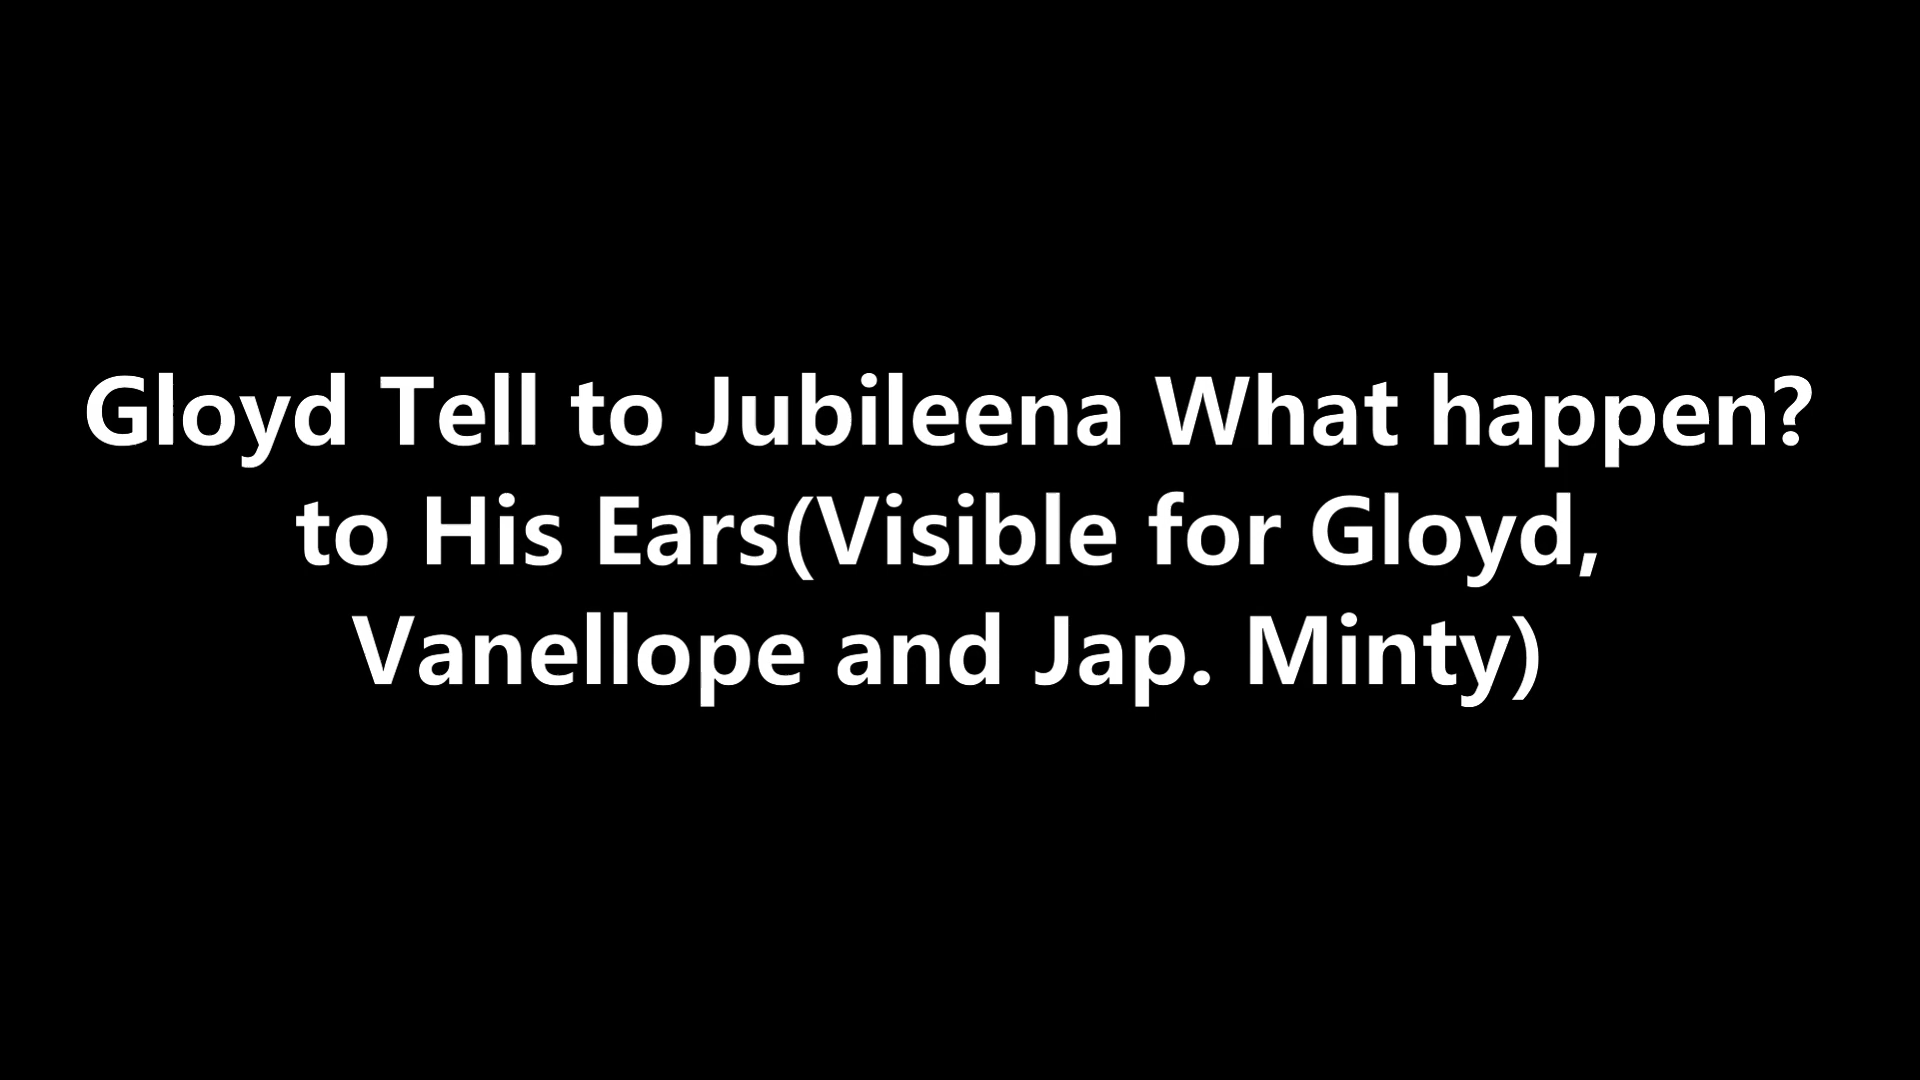 Gloyd Tell to Jubileena What happen?
to His Ears(Visible for Gloyd,
Vanellope and Jap. Minty)